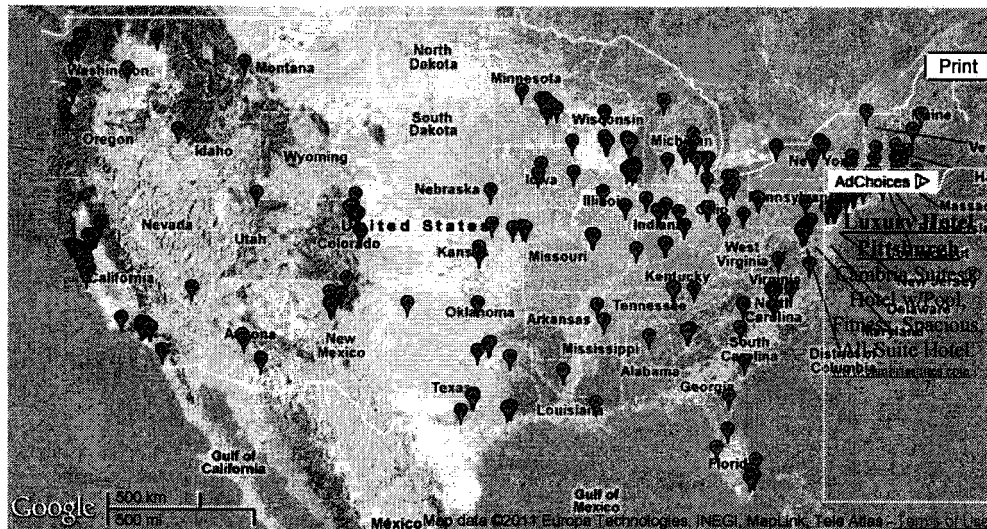 North
Dakota
Washington
Montana
Print
Minnesota
Maine
South
Dakota
Wisconsin
Oregon
Idaho
Michigan
Wyoming
New York
Iowa
AdChoices
Nebraska
Pennsylvania
Illinois
Luxury Hotel
United States
Nevada
Indiana
Utah
Colorado
Pittsburgh
Kansas
Missouri
West
Virginia
California
Kentucky
Virginia
Cambria Suites®
New Jersey
Hotel w/Pool,
Delaware
Oklahoma
Tennessee
North
Carolina
Arkansas
Fitness, Spacious
Arizona
New
Mexico
Mississippi
South
Carolina
All-Suite Hotel.
District of
Columbia
Alabama
Georgia
Texas
Louisiana
Florida
Gulf of
California
Gulf of
Mexico
Google
500 km
500 mi
México
Map data ©2011 Europa Technologies, INEGI, MapLink, Tele Atlas